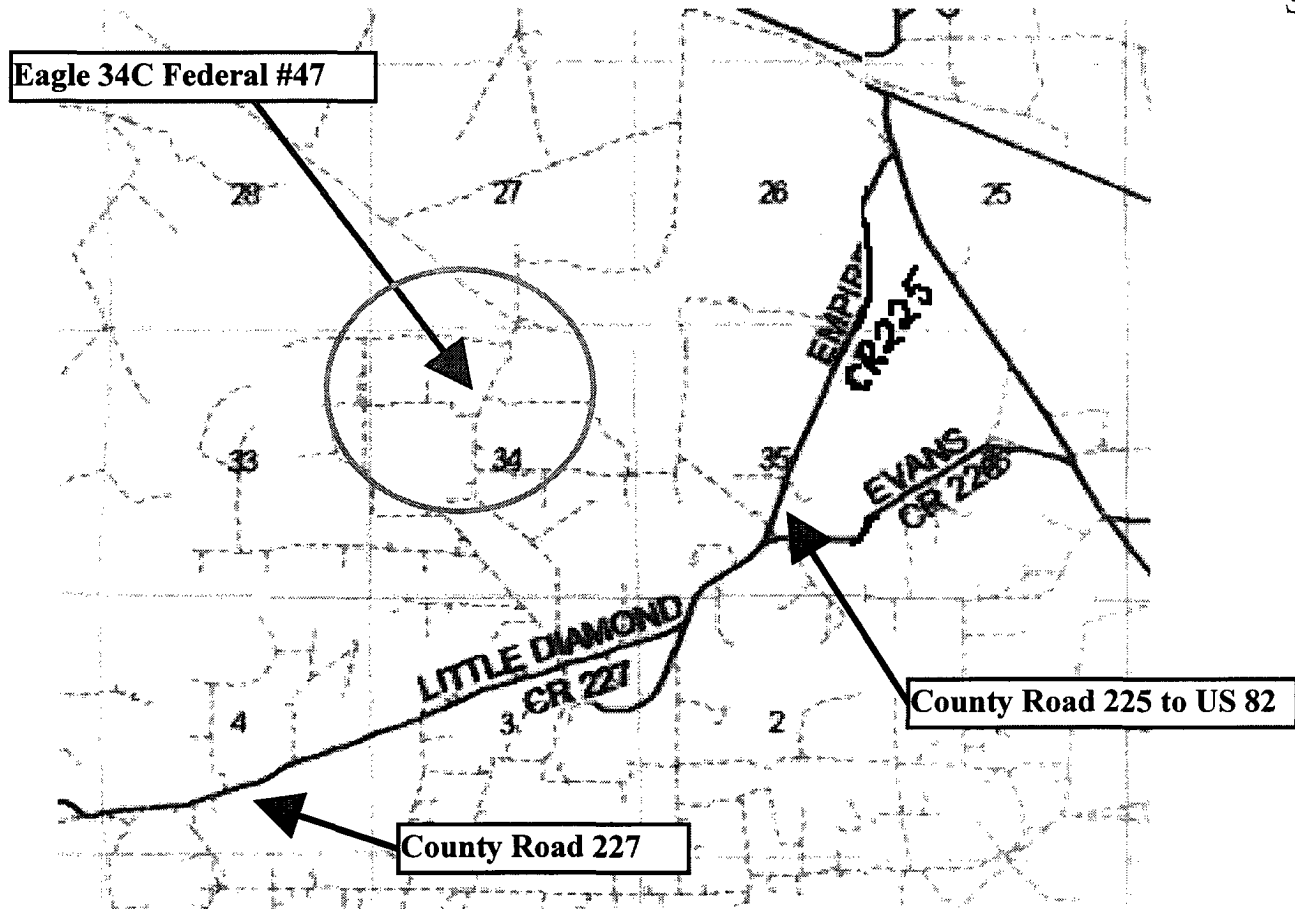 Eagle 34C Federal #47
28
27
26
25
EMPIRE
CR225
33
34
35
EVANS
LITTLE DIAMOND
CR 227
4
3
2
County Road 225 to US 82
County Road 227